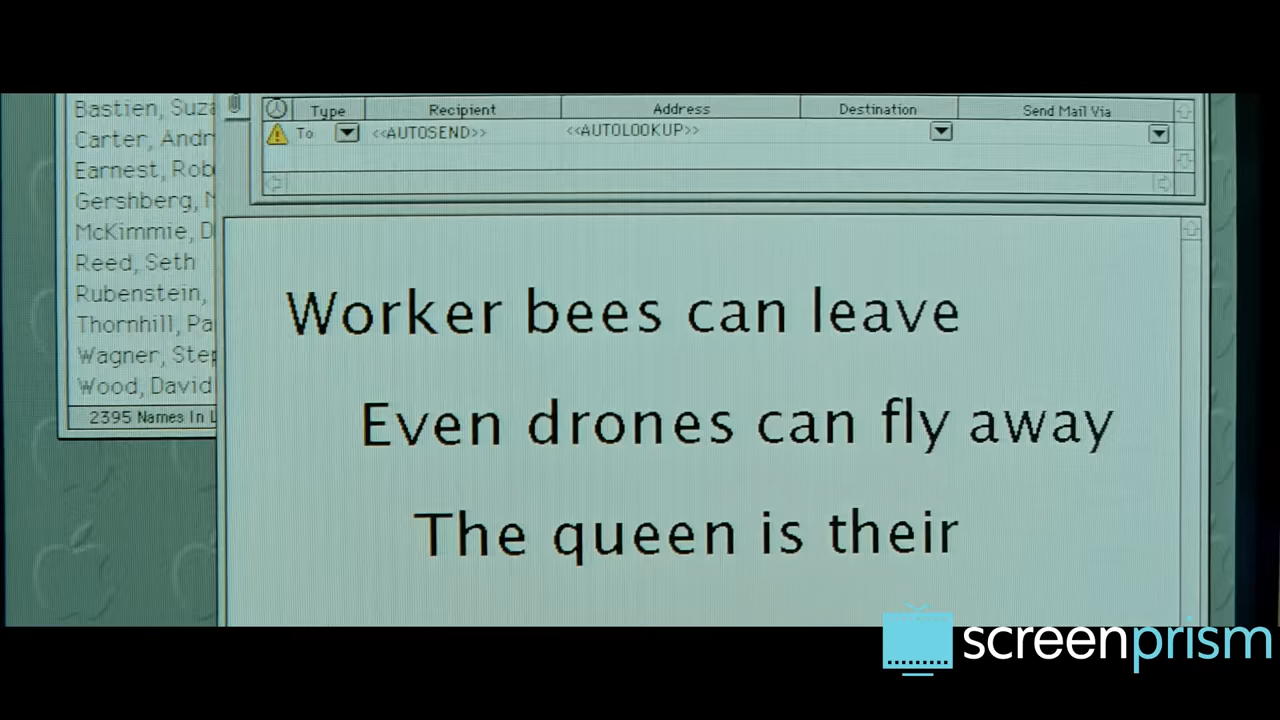 Bastien, Suza
Carter, Andr
Earnest, Rob
Gershberg, M
McKimmie, D
Reed, Seth
Rubenstein,
Thornhill, Pa
Wagner, Step
Wood, David
2395 Names In L
Type Recipient Address Destination Send Mail Via
To <<AUTOSEND>> <<AUTOLOOKUP>>
Worker bees can leave
Even drones can fly away
The queen is their
screenprism